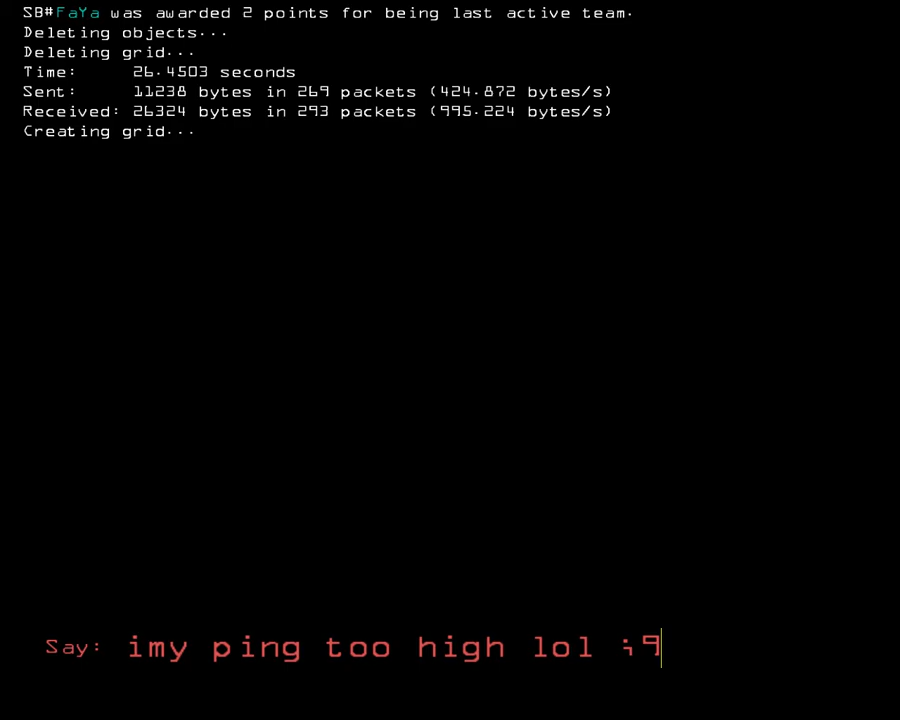 SB#FaYa was awarded 2 points for being last active team.
Deleting objects...
Deleting grid...
Time: 26.4503 seconds
Sent: 11238 bytes in 269 packets (424.872 bytes/s)
Received: 26324 bytes in 293 packets (995.224 bytes/s)
Creating grid...
Say: imy ping too high lol ;9